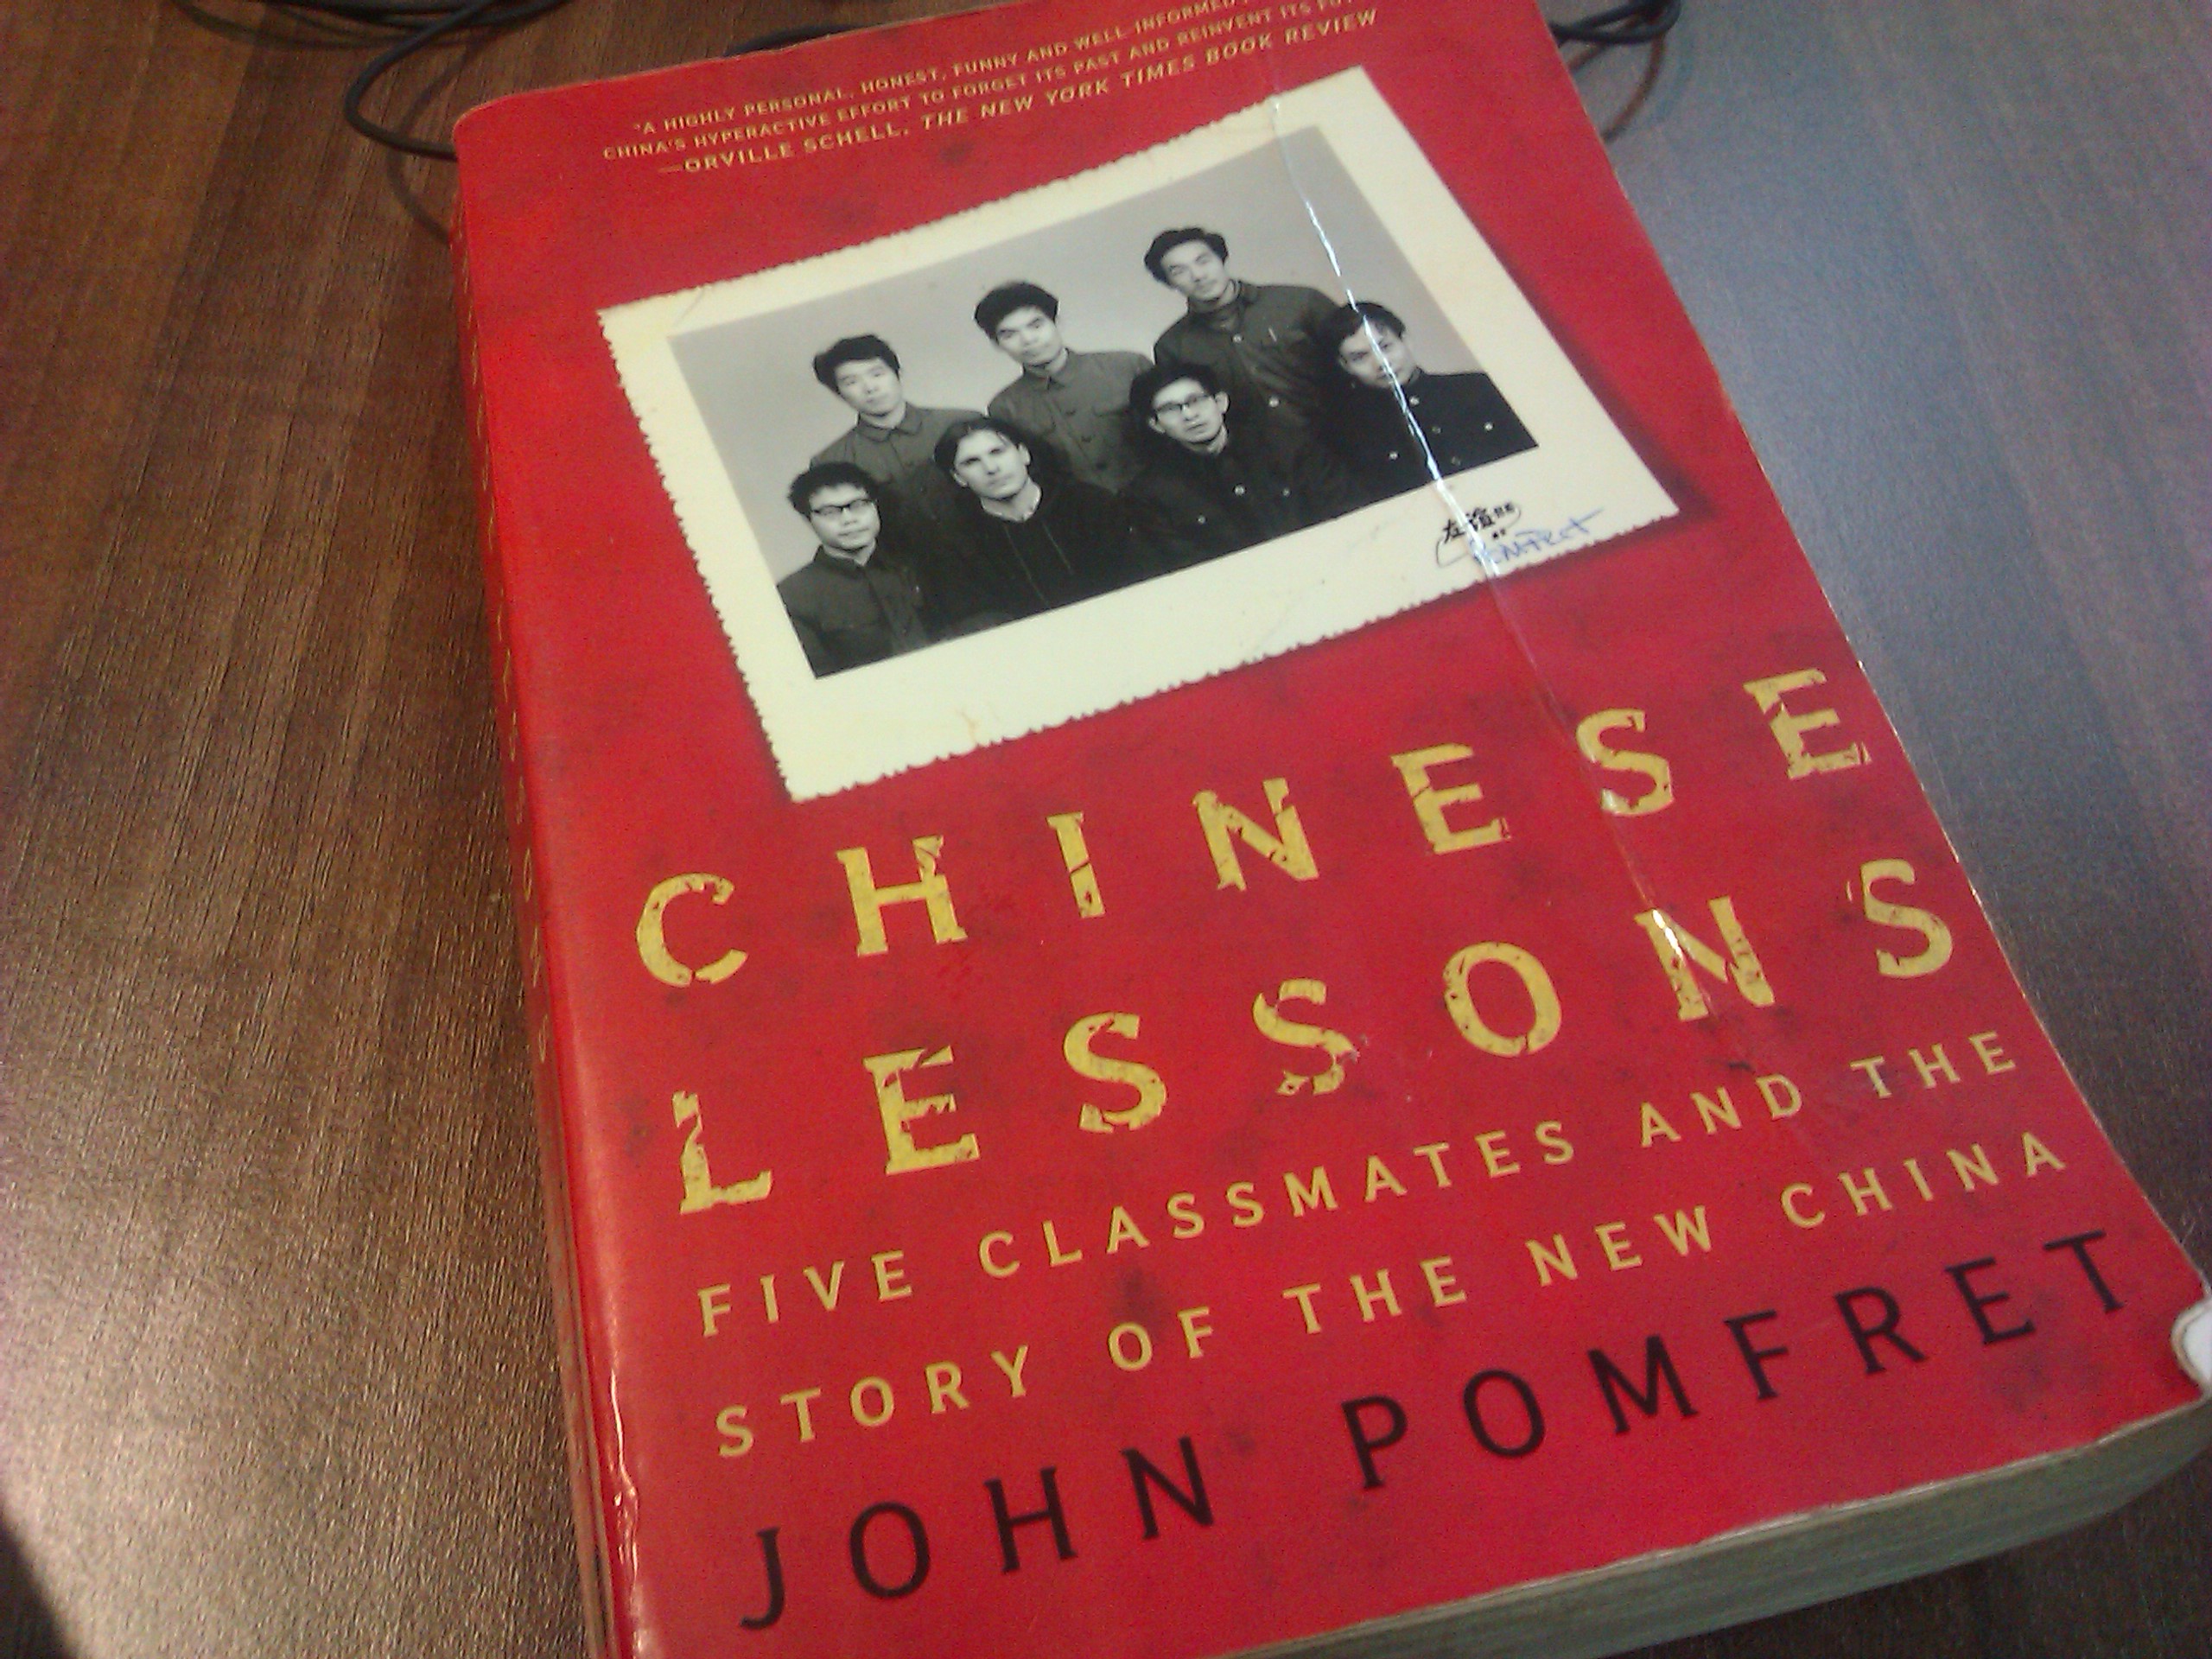 "A HIGHLY PERSONAL, HONEST, FUNNY AND WELL-INFORMED
CHINA'S HYPERACTIVE EFFORT TO FORGET ITS PAST AND REINVENT ITS
—ORVILLE SCHELL, THE NEW YORK TIMES BOOK REVIEW
POMFRET
CHINESE
LESSONS
FIVE CLASSMATES AND THE
STORY OF THE NEW CHINA
JOHN POMFRET